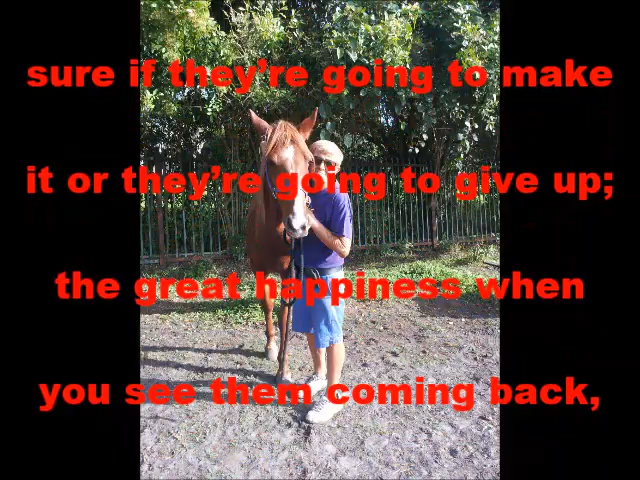 sure if they’re going to make
it or they’re going to give up;
the great happiness when
you see them coming back,